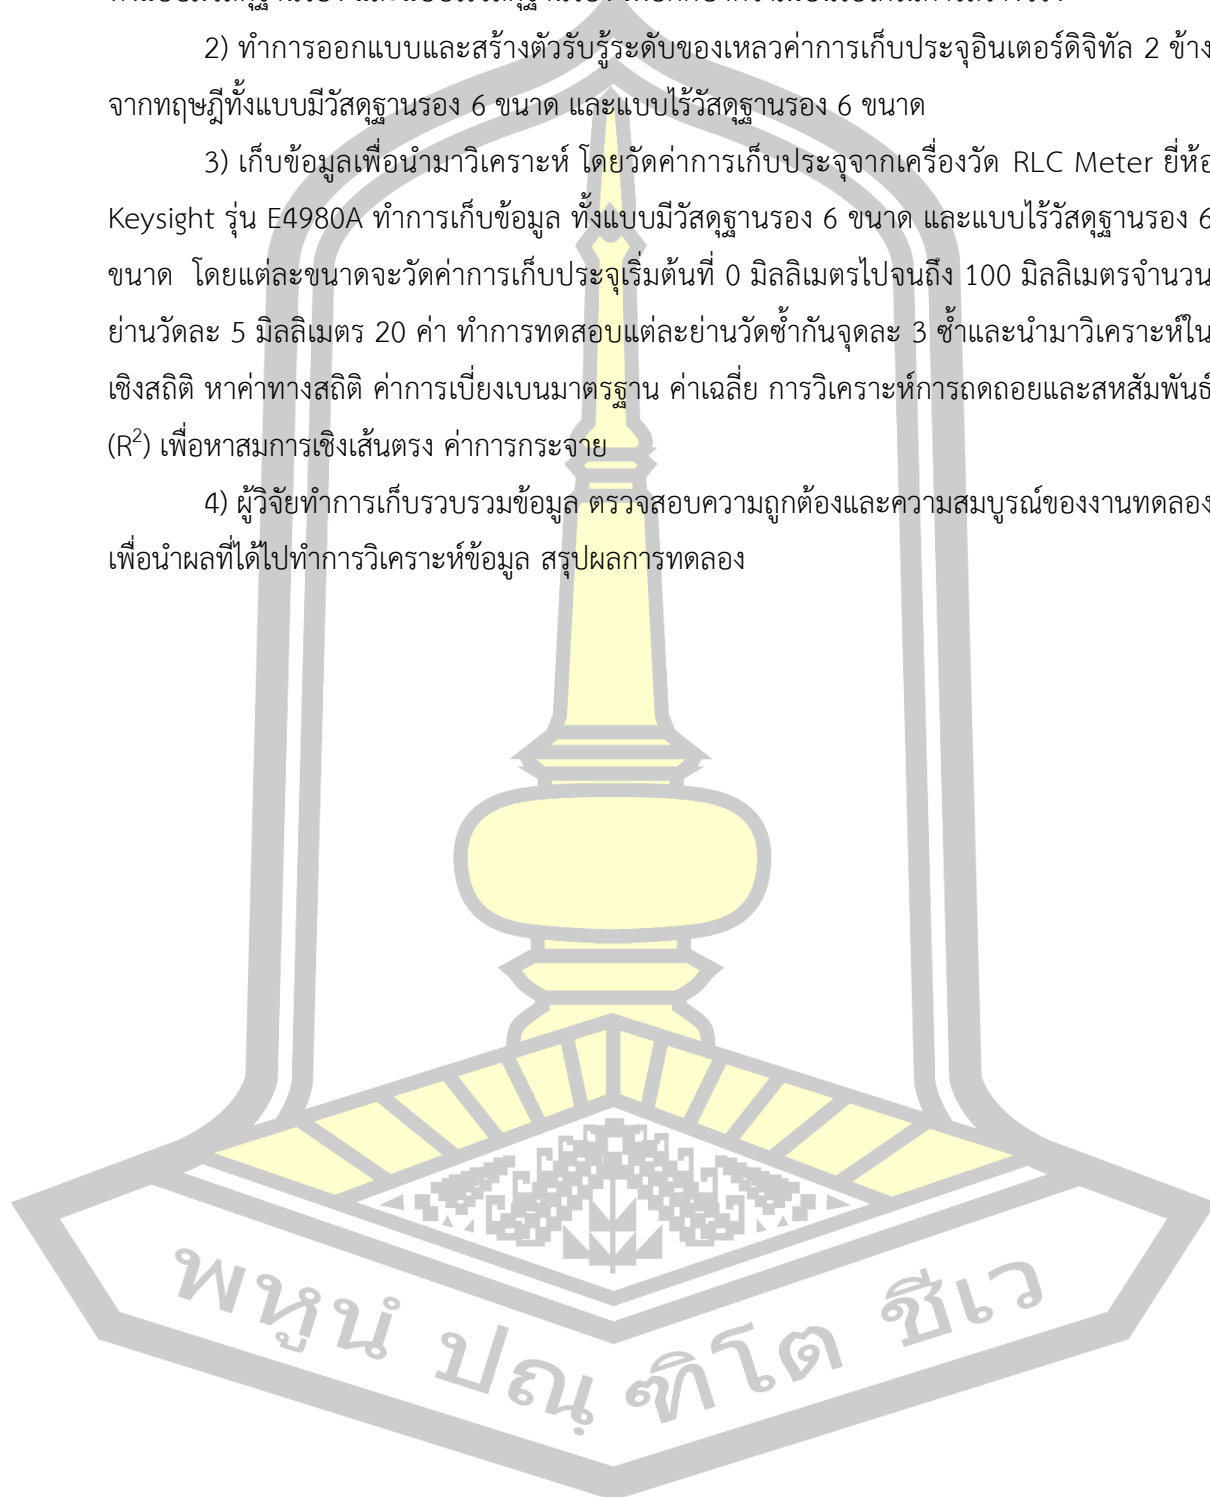 2) ทำการออกแบบและสร้างตัวรับรู้ระดับของเหลวค่าการเก็บประจุอินเตอร์ดิจิทัล 2 ข้าง
จากทฤษฎีทั้งแบบมีวัสดุฐานรอง 6 ขนาด และแบบไร้วัสดุฐานรอง 6 ขนาด
3) เก็บข้อมูลเพื่อนำมาวิเคราะห์ โดยวัดค่าการเก็บประจุจากเครื่องวัด RLC Meter ยี่ห้อ
Keysight รุ่น E4980A ทำการเก็บข้อมูล ทั้งแบบมีวัสดุฐานรอง 6 ขนาด และแบบไร้วัสดุฐานรอง 6
ขนาด โดยแต่ละขนาดจะวัดค่าการเก็บประจุเริ่มต้นที่ 0 มิลลิเมตรไปจนถึง 100 มิลลิเมตรจำนวน
ย่านวัดละ 5 มิลลิเมตร 20 ค่า ทำการทดสอบแต่ละย่านวัดซ้ำกันจุดละ 3 ซ้ำและนำมาวิเคราะห์ใน
เชิงสถิติ หาค่าทางสถิติ ค่าการเบี่ยงเบนมาตรฐาน ค่าเฉลี่ย การวิเคราะห์การถดถอยและสหสัมพันธ์
(R²) เพื่อหาสมการเชิงเส้นตรง ค่าการกระจาย
4) ผู้วิจัยทำการเก็บรวบรวมข้อมูล ตรวจสอบความถูกต้องและความสมบูรณ์ของงานทดลอง
เพื่อนำผลที่ได้ไปทำการวิเคราะห์ข้อมูล สรุปผลการทดลอง
พหูนํ ปณฺฑิโต ชีเว